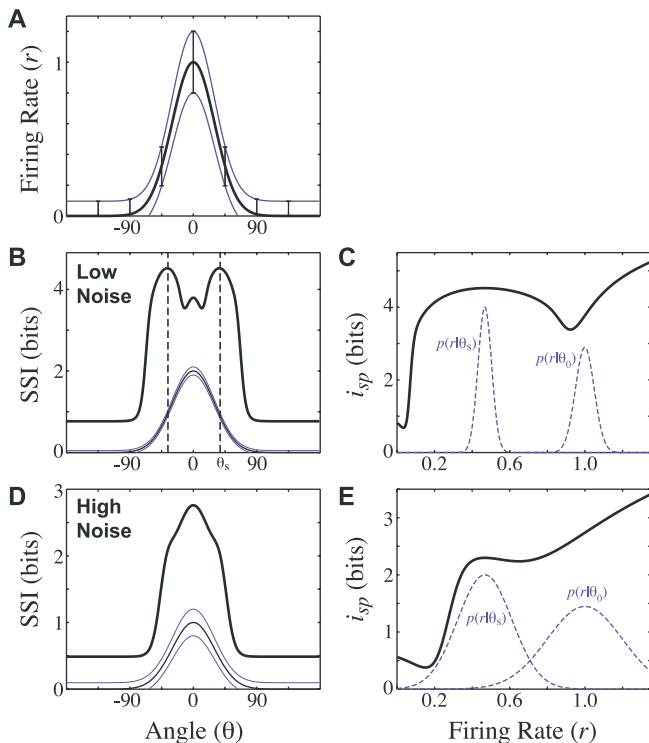 A
Firing Rate (r)
1
0
-90 0 90
B
Low
Noise
SSI (bits)
4
2
0
-90 0 θs 90
C
isp (bits)
6
4
2
0
p(r|θs)
p(r|θ0)
0.2 0.6 1.0
D
High
Noise
SSI (bits)
3
2
1
0
-90 0 90
Angle (θ)
E
isp (bits)
3
2
1
0
p(r|θs)
p(r|θ0)
0.2 0.6 1.0
Firing Rate (r)